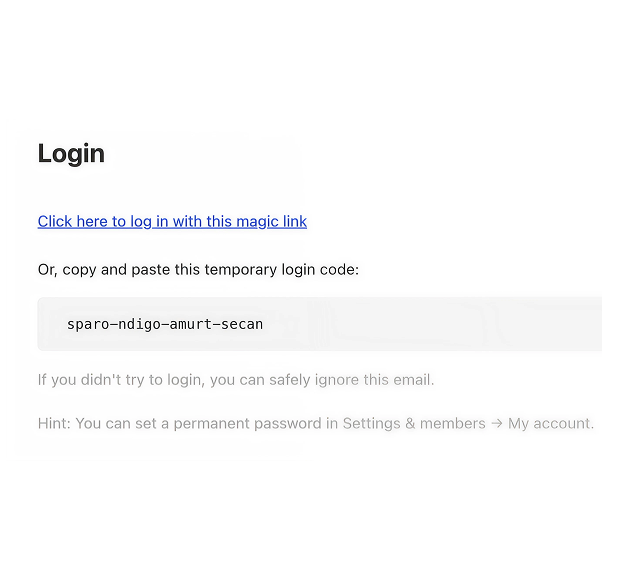 Login
Click here to log in with this magic link
Or, copy and paste this temporary login code:
sparo-ndigo-amurt-secan
If you didn't try to login, you can safely ignore this email.
Hint: You can set a permanent password in Settings & members → My account.